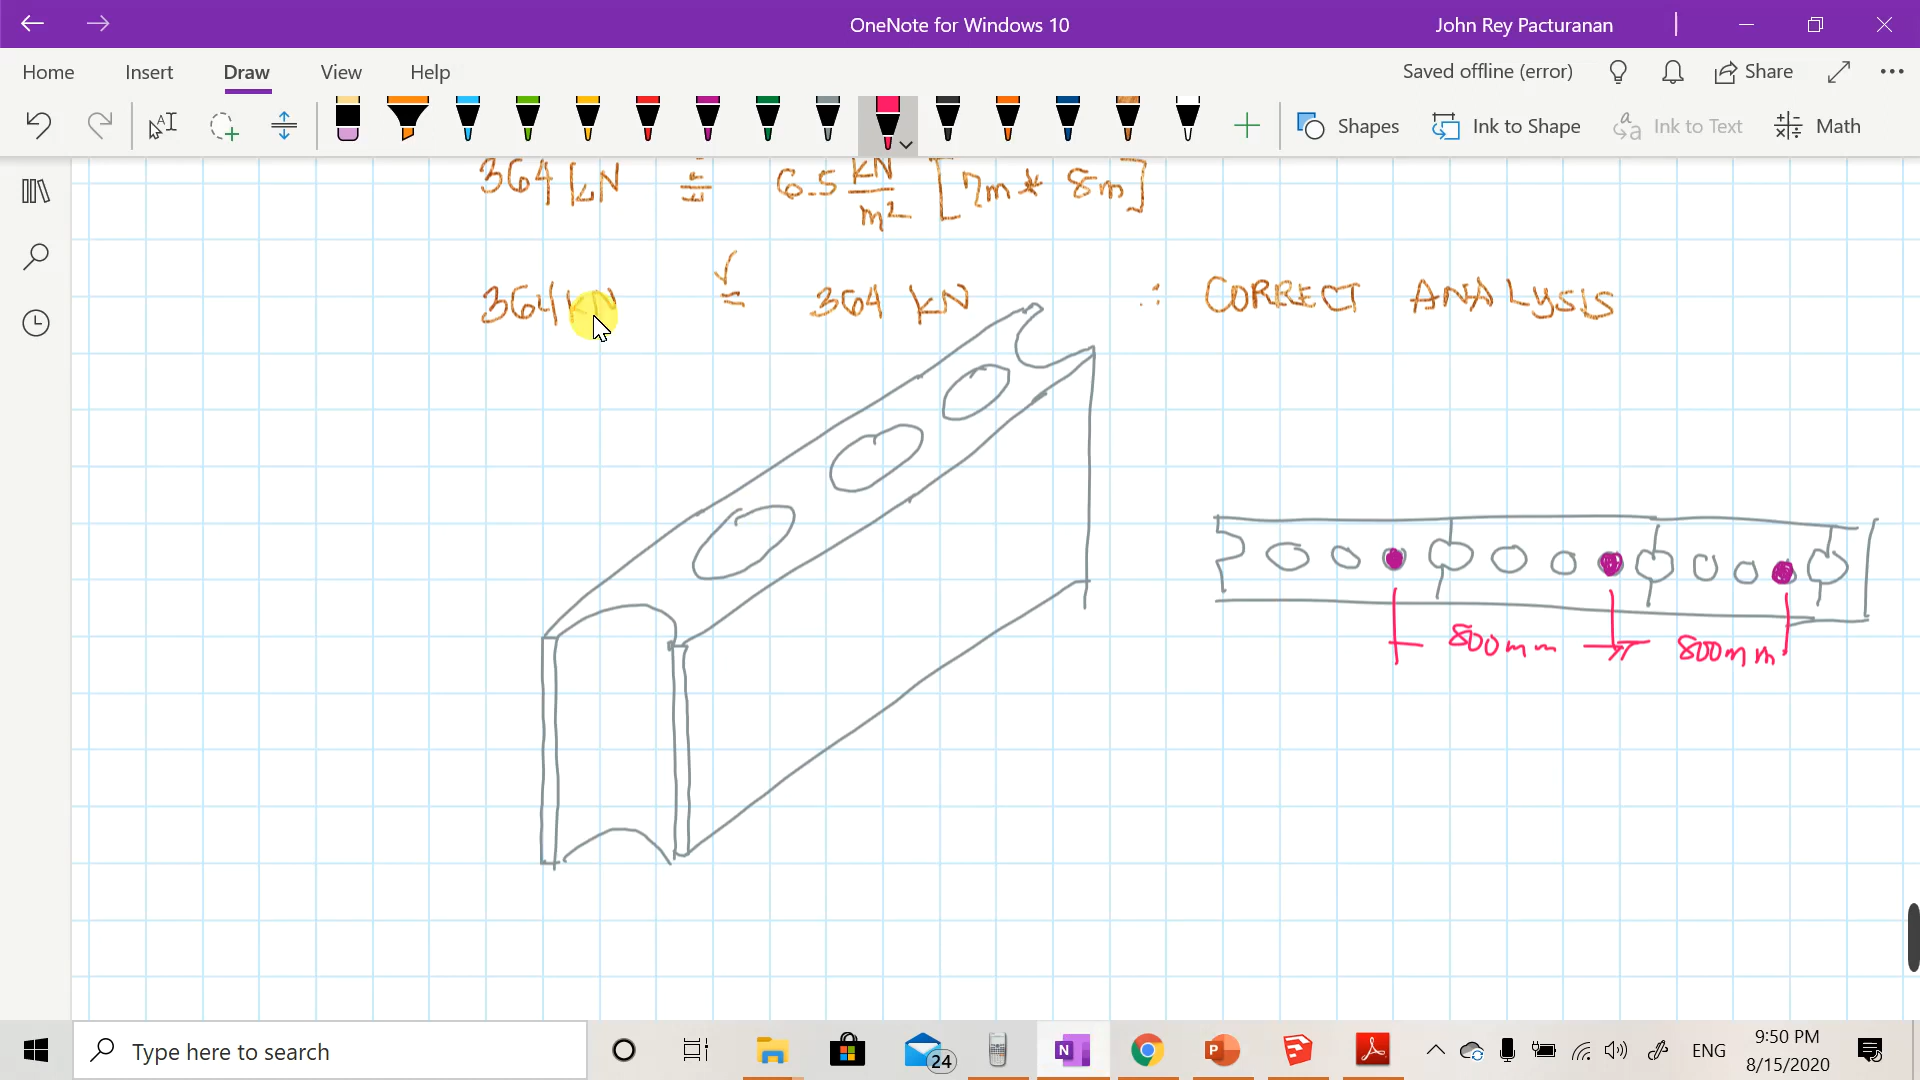 OneNote for Windows 10
John Rey Pacturanan
Home Insert Draw View Help
Saved offline (error) Share
Shapes Ink to Shape Ink to Text Math
364 kN = 6.5 kN/m² [7m * 8m]
364 kN = 364 kN ∴ CORRECT ANALYSIS
800mm 800mm
Type here to search
24
ENG
9:50 PM
8/15/2020